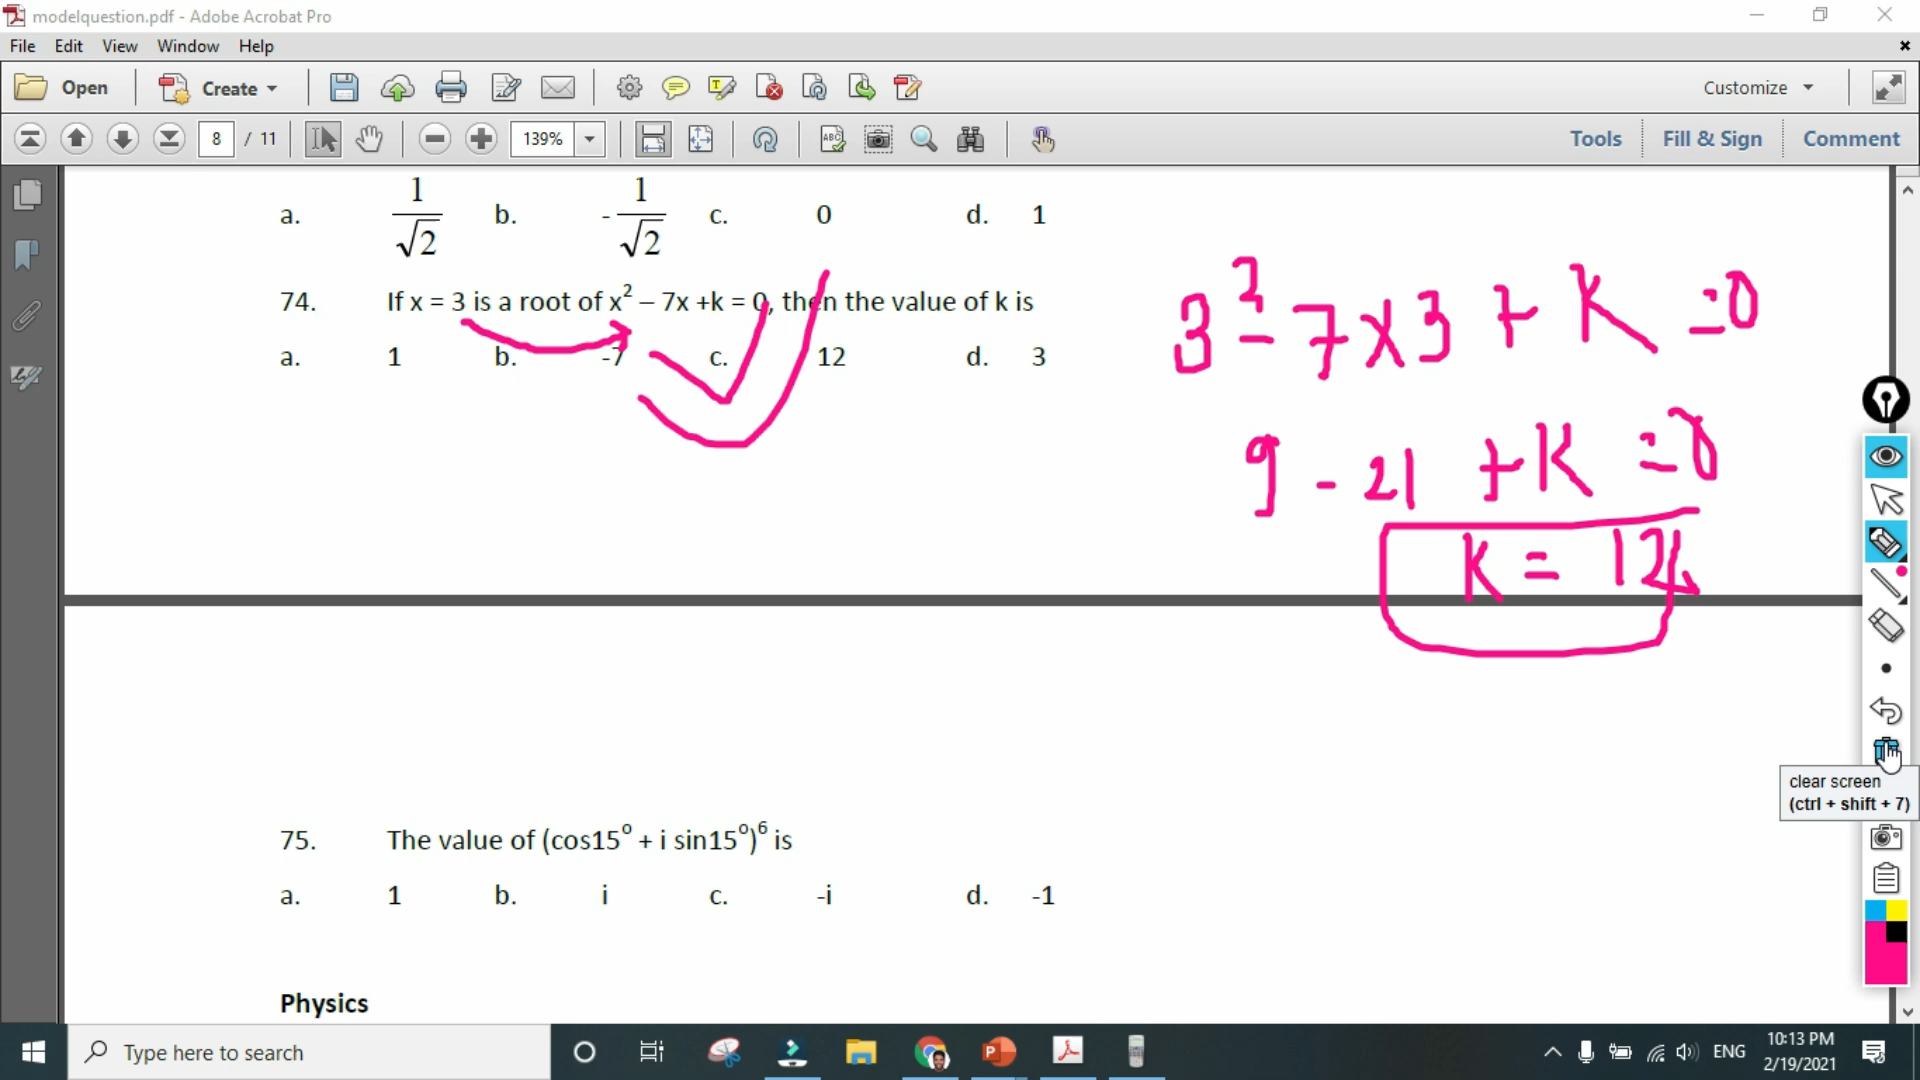 modelquestion.pdf - Adobe Acrobat Pro
File Edit View Window Help
Open Create Customize
8 / 11 139% Tools Fill & Sign Comment
a. 1/√2 b. -1/√2 c. 0 d. 1
74. If x = 3 is a root of x² – 7x +k = 0, then the value of k is
a. 1 b. -7 c. 12 d. 3
3² - 7x3 + K = 0
9 - 21 + K = 0
K = 12
75. The value of (cos15° + i sin15°)⁶ is
a. 1 b. i c. -i d. -1
Physics
clear screen
(ctrl + shift + 7)
Type here to search
ENG
10:13 PM
2/19/2021